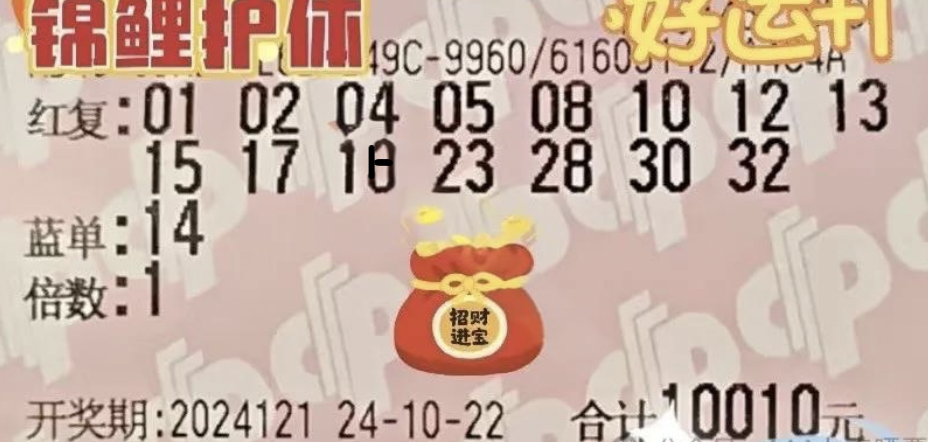 锦鲤护体
好运
49C-9960/6160
红复:01 02 04 05 08 10 12 13
15 17 23 28 30 32
蓝单:14
倍数:1
招财
进宝
开奖期:2024121 24-10-22 合计10010元